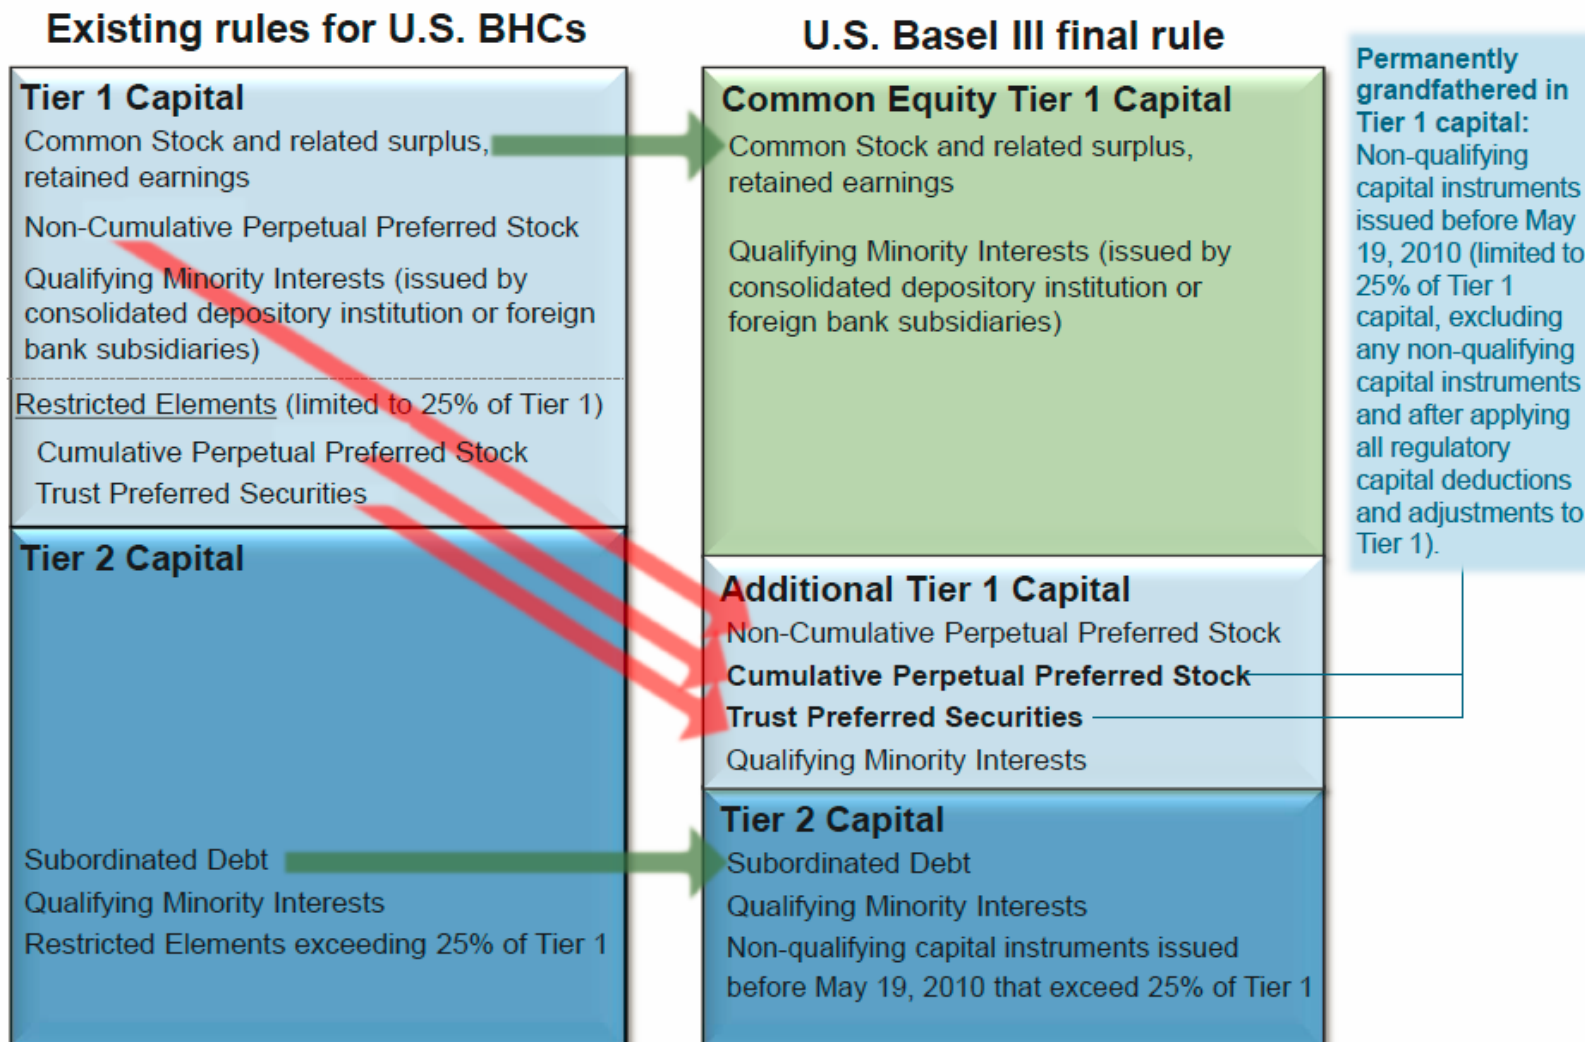 Existing rules for U.S. BHCs
Tier 1 Capital
Common Stock and related surplus,
retained earnings
Non-Cumulative Perpetual Preferred Stock
Qualifying Minority Interests (issued by
consolidated depository institution or foreign
bank subsidiaries)
Restricted Elements (limited to 25% of Tier 1)
Cumulative Perpetual Preferred Stock
Trust Preferred Securities
Tier 2 Capital
Subordinated Debt
Qualifying Minority Interests
Restricted Elements exceeding 25% of Tier 1
U.S. Basel III final rule
Common Equity Tier 1 Capital
Common Stock and related surplus,
retained earnings
Qualifying Minority Interests (issued by
consolidated depository institution or
foreign bank subsidiaries)
Additional Tier 1 Capital
Non-Cumulative Perpetual Preferred Stock
Cumulative Perpetual Preferred Stock
Trust Preferred Securities
Qualifying Minority Interests
Tier 2 Capital
Subordinated Debt
Qualifying Minority Interests
Non-qualifying capital instruments issued
before May 19, 2010 that exceed 25% of Tier 1
Permanently
grandfathered in
Tier 1 capital:
Non-qualifying
capital instruments
issued before May
19, 2010 (limited to
25% of Tier 1
capital, excluding
any non-qualifying
capital instruments
and after applying
all regulatory
capital deductions
and adjustments to
Tier 1).